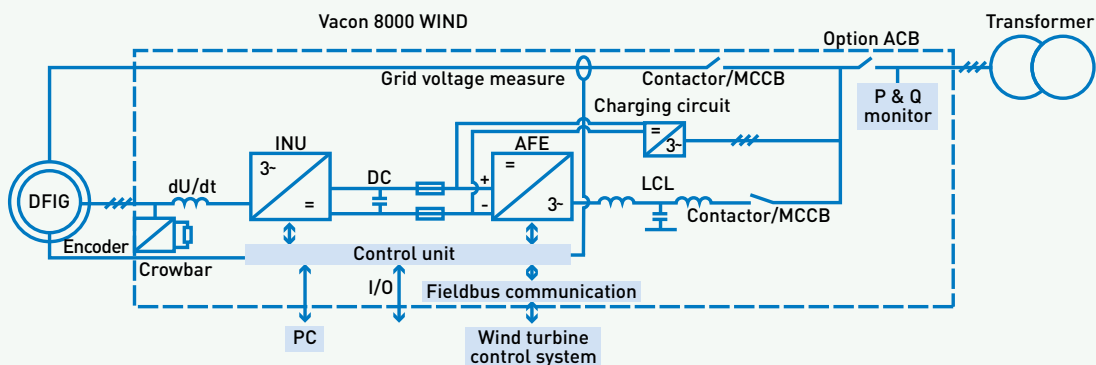 Vacon 8000 WIND
Transformer
Option ACB
Grid voltage measure
Contactor/MCCB
P & Q
monitor
Charging circuit
=
3~
INU
3~
=
DC
AFE
=
3~
+
-
LCL
Contactor/MCCB
DFIG
dU/dt
Encoder
Crowbar
Control unit
I/O
Fieldbus communication
PC
Wind turbine
control system